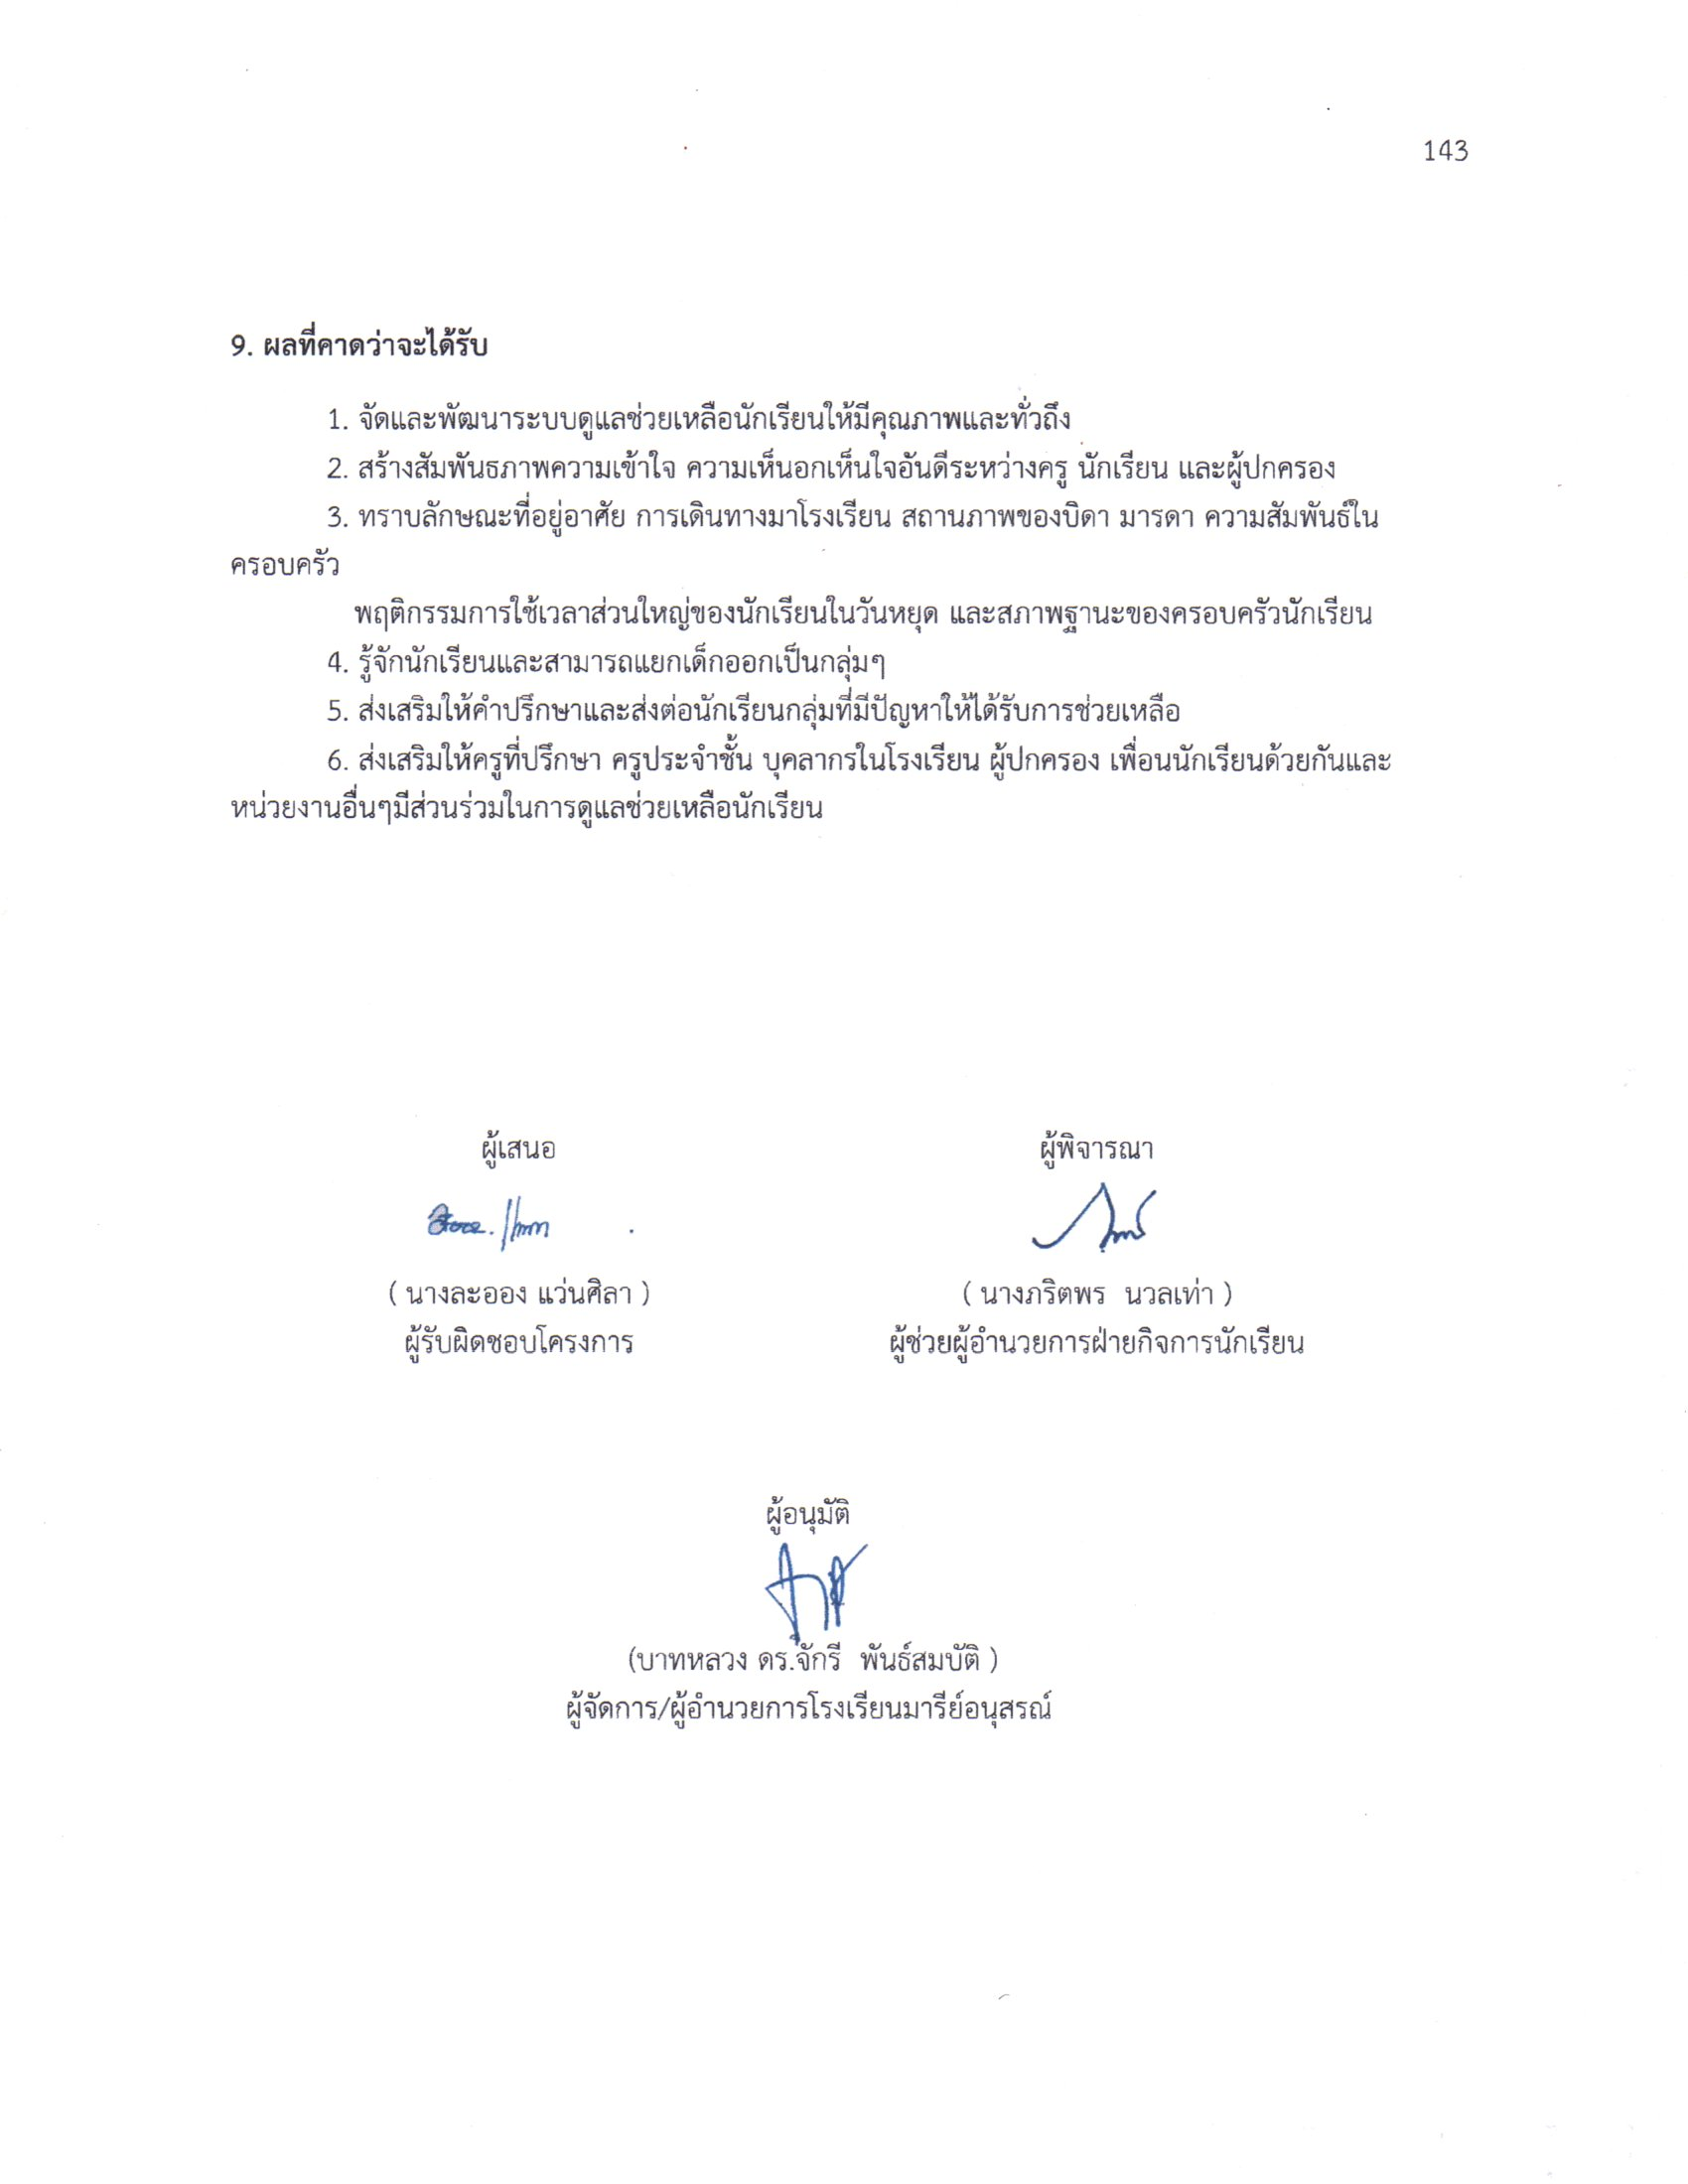 143
9. ผลที่คาดว่าจะได้รับ
1. จัดและพัฒนาระบบดูแลช่วยเหลือนักเรียนให้มีคุณภาพและทั่วถึง
2. สร้างสัมพันธภาพความเข้าใจ ความเห็นอกเห็นใจอันดีระหว่างครู นักเรียน และผู้ปกครอง
3. ทราบลักษณะที่อยู่อาศัย การเดินทางมาโรงเรียน สถานภาพของบิดา มารดา ความสัมพันธ์ใน
ครอบครัว
พฤติกรรมการใช้เวลาส่วนใหญ่ของนักเรียนในวันหยุด และสภาพฐานะของครอบครัวนักเรียน
4. รู้จักนักเรียนและสามารถแยกเด็กออกเป็นกลุ่มๆ
5. ส่งเสริมให้คำปรึกษาและส่งต่อนักเรียนกลุ่มที่มีปัญหาให้ได้รับการช่วยเหลือ
6. ส่งเสริมให้ครูที่ปรึกษา ครูประจำชั้น บุคลากรในโรงเรียน ผู้ปกครอง เพื่อนนักเรียนด้วยกันและ
หน่วยงานอื่นๆมีส่วนร่วมในการดูแลช่วยเหลือนักเรียน
ผู้เสนอ
( นางละออง แว่นศิลา )
ผู้รับผิดชอบโครงการ
ผู้พิจารณา
( นางภริตพร นวลเท่า )
ผู้ช่วยผู้อำนวยการฝ่ายกิจการนักเรียน
ผู้อนุมัติ
(บาทหลวง ดร.จักรี พันธ์สมบัติ )
ผู้จัดการ/ผู้อำนวยการโรงเรียนมารีย์อนุสรณ์